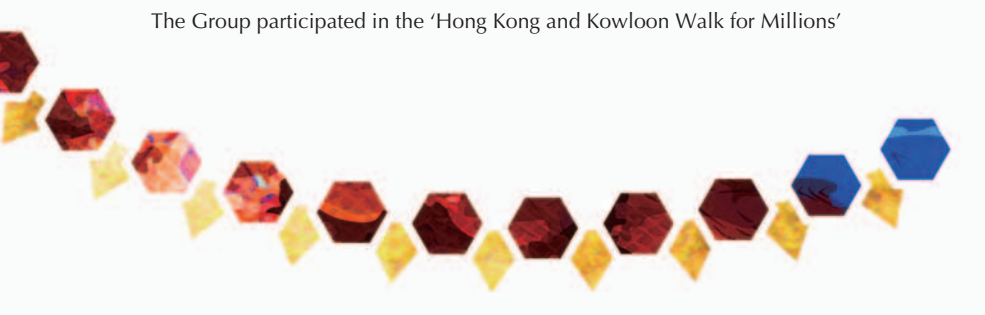 The Group participated in the ‘Hong Kong and Kowloon Walk for Millions’